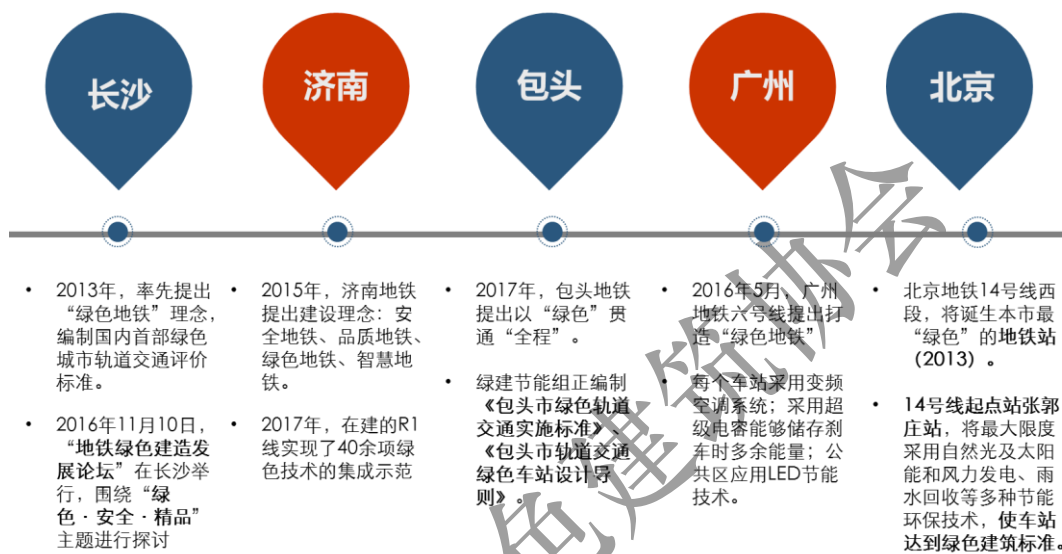 长沙
济南
包头
广州
北京
2013年，率先提出
“绿色地铁”理念，
编制国内首部绿色
城市轨道交通评价
标准。
2016年11月10日，
“地铁绿色建造发
展论坛”在长沙举
行，围绕“绿
色·安全·精品”
主题进行探讨
2015年，济南地铁
提出建设理念：安
全地铁、品质地铁、
绿色地铁、智慧地
铁。
2017年，在建的R1
线实现了40余项绿
色技术的集成示范
2017年，包头地铁
提出以“绿色”贯
通“全程”。
绿建节能组正编制
《包头市绿色轨道
交通实施标准》、
《包头市轨道交通
绿色车站设计导
则》。
2016年5月，广州
地铁六号线提出打
造“绿色地铁”
每个车站采用变频
空调系统；采用超
级电容能够储存刹
车时多余能量；公
共区应用LED节能
技术。
北京地铁14号线西
段，将诞生本市最
“绿色”的地铁站
（2013）。
14号线起点站张郭
庄站，将最大限度
采用自然光及太阳
能和风力发电、雨
水回收等多种节能
环保技术，使车站
达到绿色建筑标准。
色建筑协会